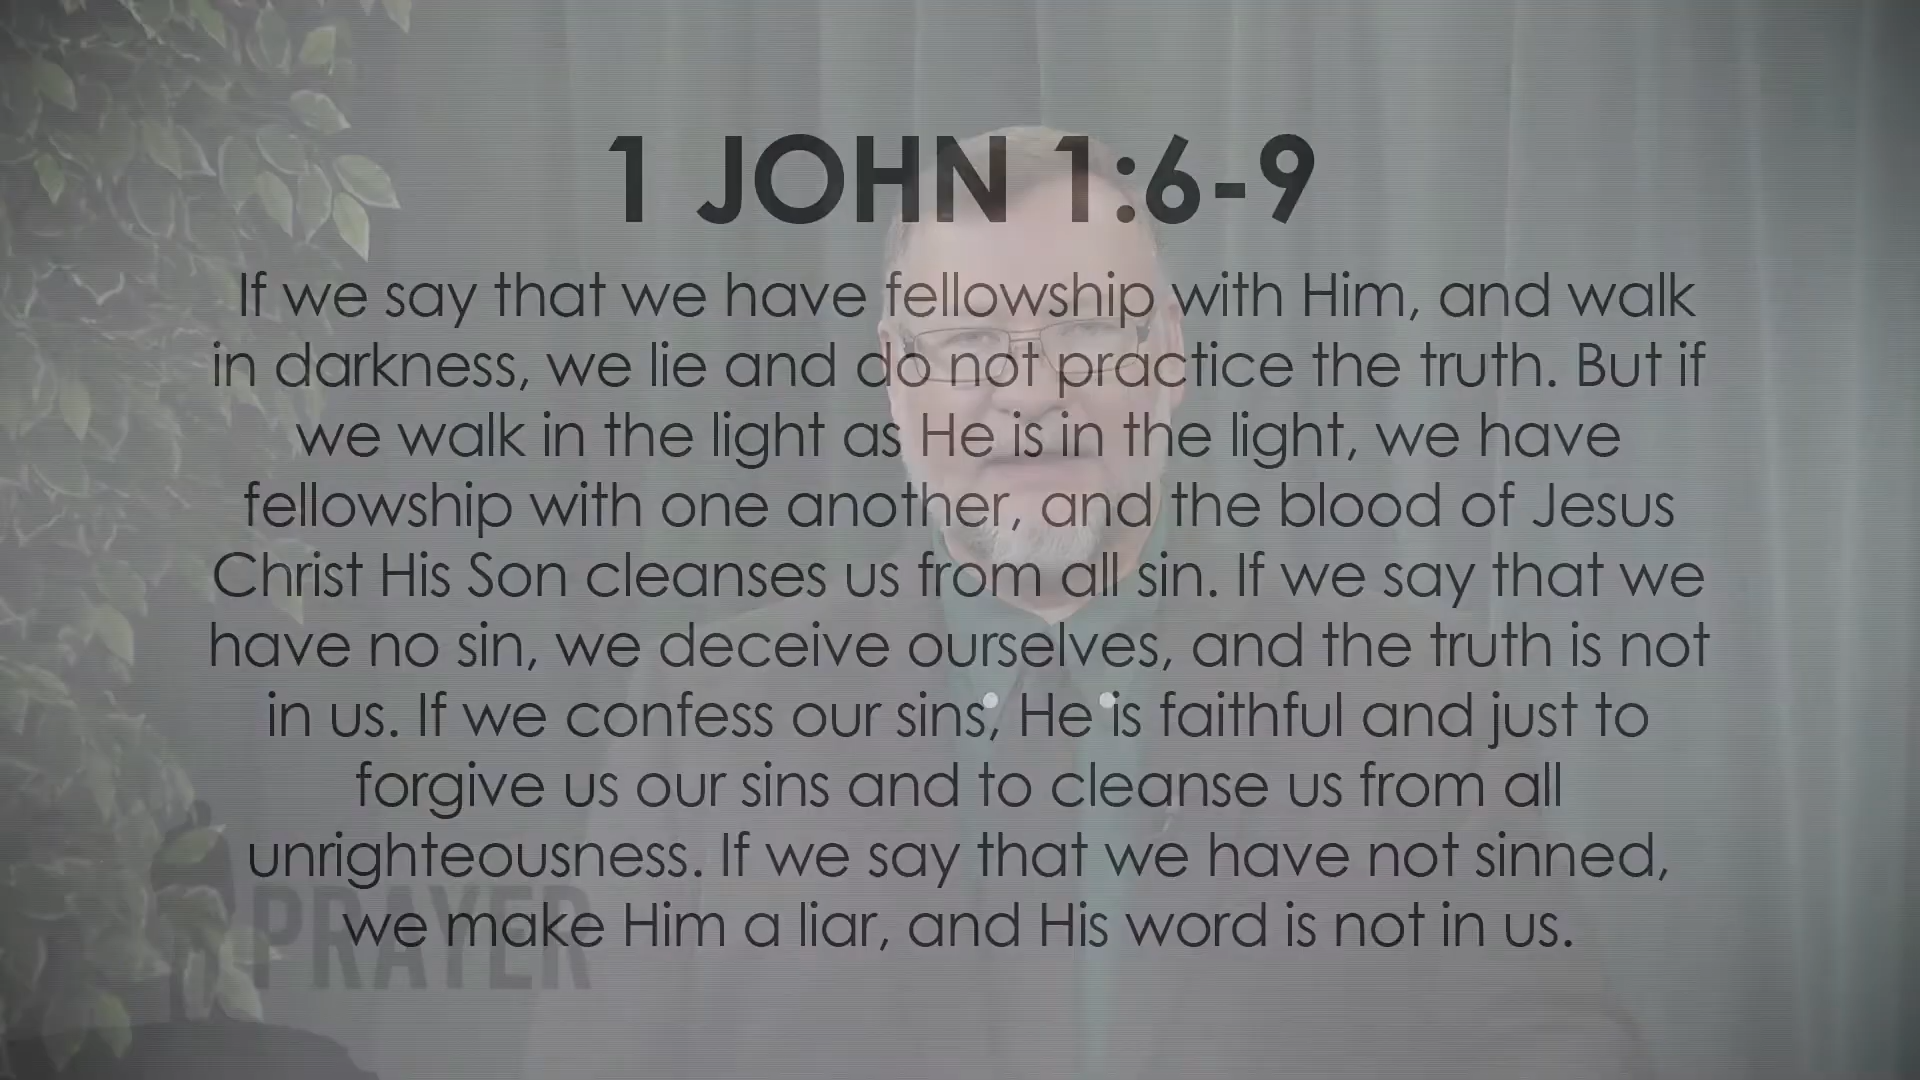 1 JOHN 1:6-9
If we say that we have fellowship with Him, and walk
in darkness, we lie and do not practice the truth. But if
we walk in the light as He is in the light, we have
fellowship with one another, and the blood of Jesus
Christ His Son cleanses us from all sin. If we say that we
have no sin, we deceive ourselves, and the truth is not
in us. If we confess our sins, He is faithful and just to
forgive us our sins and to cleanse us from all
unrighteousness. If we say that we have not sinned,
we make Him a liar, and His word is not in us.
PRAYER